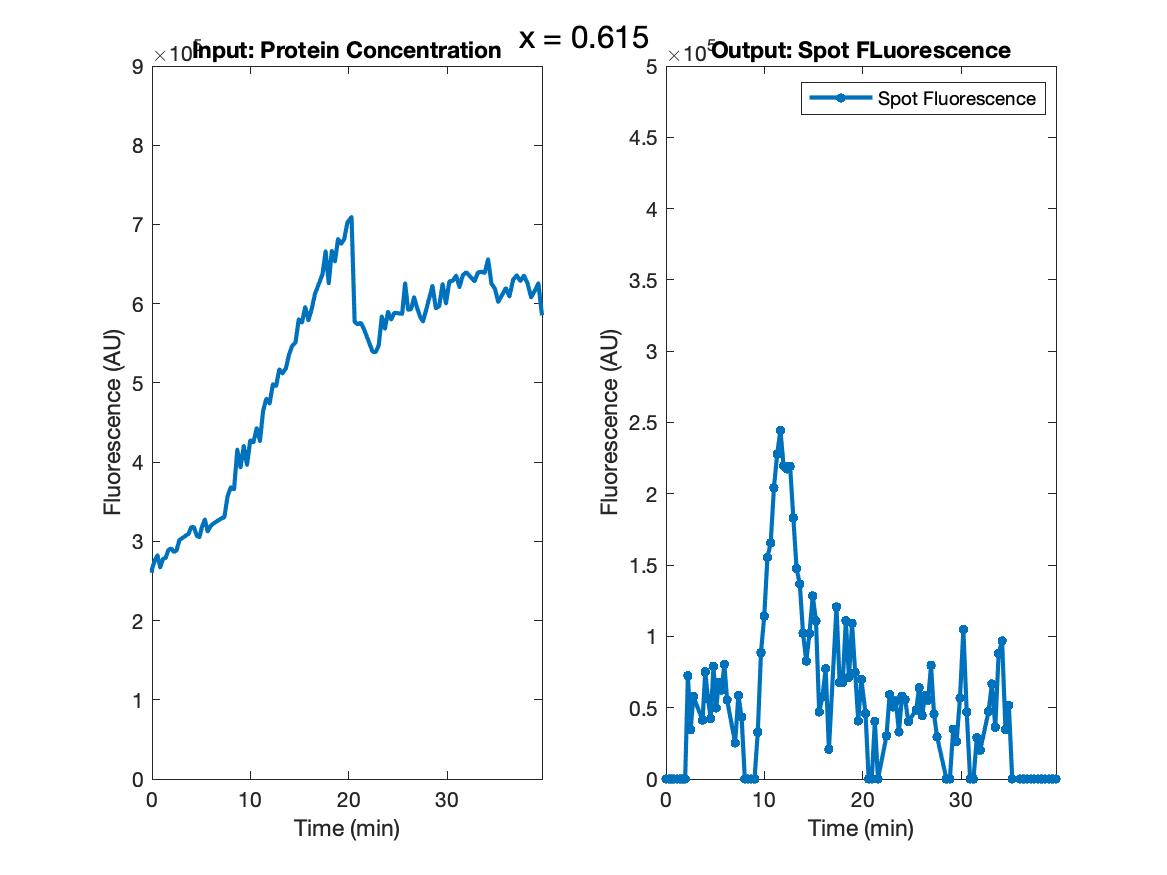 x = 0.615
×10⁵
Input: Protein Concentration
9
8
7
6
5
4
3
2
1
0
Fluorescence (AU)
0 10 20 30
Time (min)
×10⁵
Output: Spot FLuorescence
Spot Fluorescence
5
4.5
4
3.5
3
2.5
2
1.5
1
0.5
0
Fluorescence (AU)
0 10 20 30
Time (min)